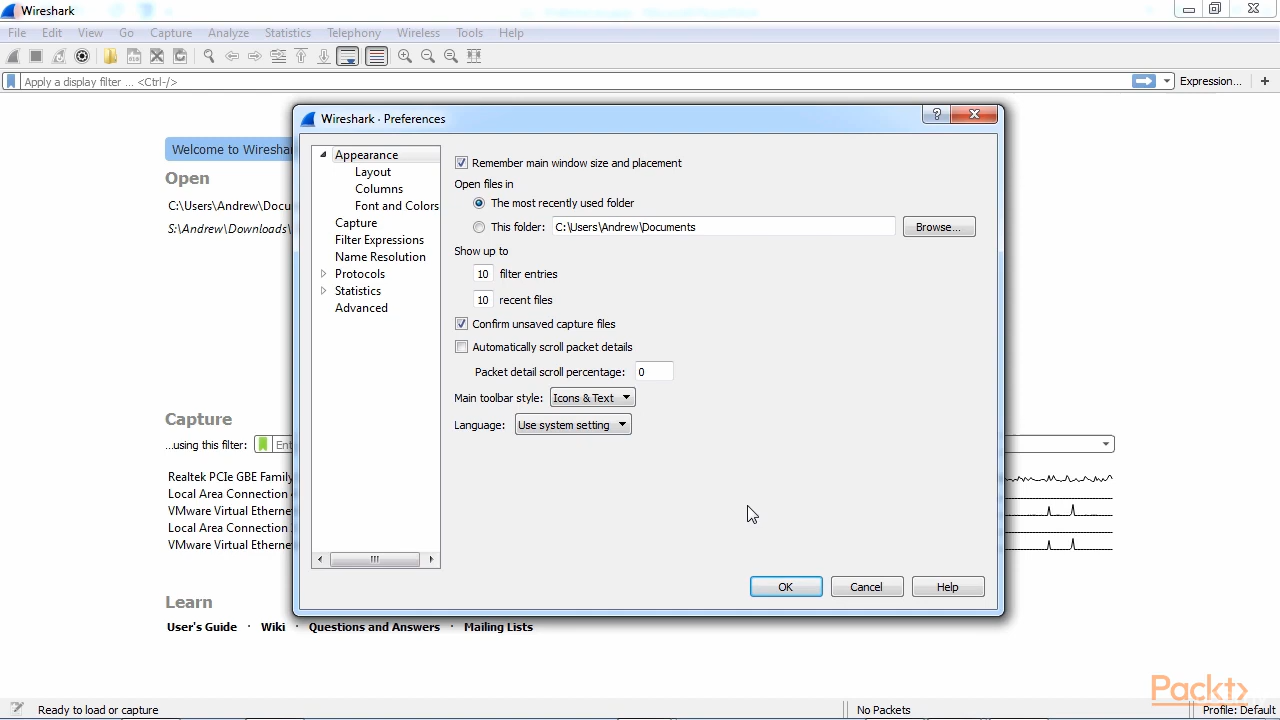 Wireshark
File Edit View Go Capture Analyze Statistics Telephony Wireless Tools Help
Apply a display filter ... <Ctrl-/>
Expression...
+
Wireshark · Preferences
?
Welcome to Wireshar
Open
C:\Users\Andrew\Docu
S:\Andrew\Downloads\
Appearance
Layout
Columns
Font and Colors
Capture
Filter Expressions
Name Resolution
Protocols
Statistics
Advanced
Remember main window size and placement
Open files in
The most recently used folder
This folder: C:\Users\Andrew\Documents Browse...
Show up to
10 filter entries
10 recent files
Confirm unsaved capture files
Automatically scroll packet details
Packet detail scroll percentage: 0
Main toolbar style: Icons & Text
Language: Use system setting
OK Cancel Help
Capture
...using this filter: Ent
Realtek PCIe GBE Family
Local Area Connection
VMware Virtual Etherne
Local Area Connection
VMware Virtual Etherne
Learn
User's Guide · Wiki · Questions and Answers · Mailing Lists
Packt
Ready to load or capture
No Packets
Profile: Default